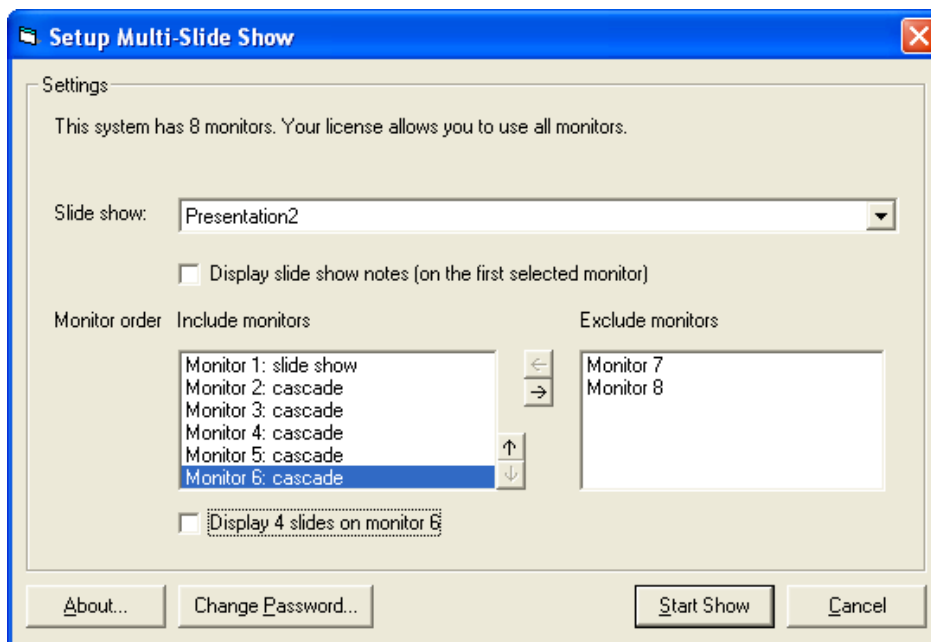 Setup Multi-Slide Show
Settings
This system has 8 monitors. Your license allows you to use all monitors.
Slide show: Presentation2
Display slide show notes (on the first selected monitor)
Monitor order Include monitors Exclude monitors
Monitor 1: slide show Monitor 7
Monitor 2: cascade Monitor 8
Monitor 3: cascade
Monitor 4: cascade
Monitor 5: cascade
Monitor 6: cascade
Display 4 slides on monitor 6
About... Change Password... Start Show Cancel